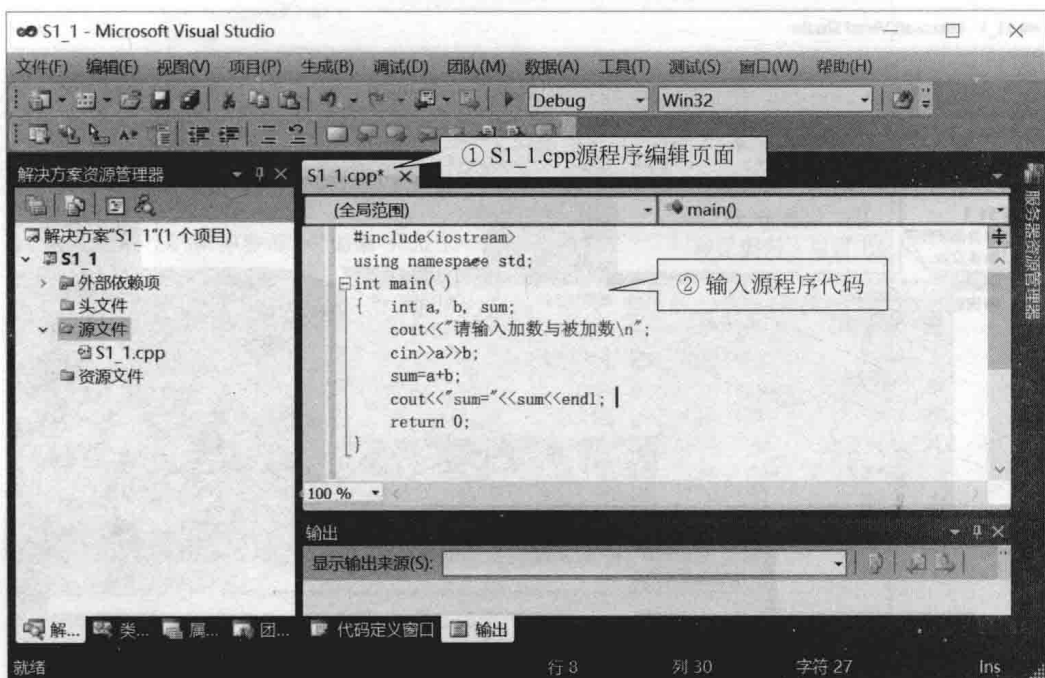 S1_1 - Microsoft Visual Studio
文件(F) 编辑(E) 视图(V) 项目(P) 生成(B) 调试(D) 团队(M) 数据(A) 工具(T) 测试(S) 窗口(W) 帮助(H)
Debug Win32
① S1_1.cpp源程序编辑页面
解决方案资源管理器
S1_1.cpp*
(全局范围) main()
解决方案"S1_1"(1 个项目)
S1_1
外部依赖项
头文件
源文件
S1_1.cpp
资源文件
#include<iostream>
using namespace std;
int main( )
{ int a, b, sum;
cout<<"请输入加数与被加数\n";
cin>>a>>b;
sum=a+b;
cout<<"sum="<<sum<<endl;
return 0;
}
② 输入源程序代码
服务器资源管理器
100 %
输出
显示输出来源(S):
解... 类... 属... 团... 代码定义窗口 输出
就绪 行 8 列 30 字符 27 Ins